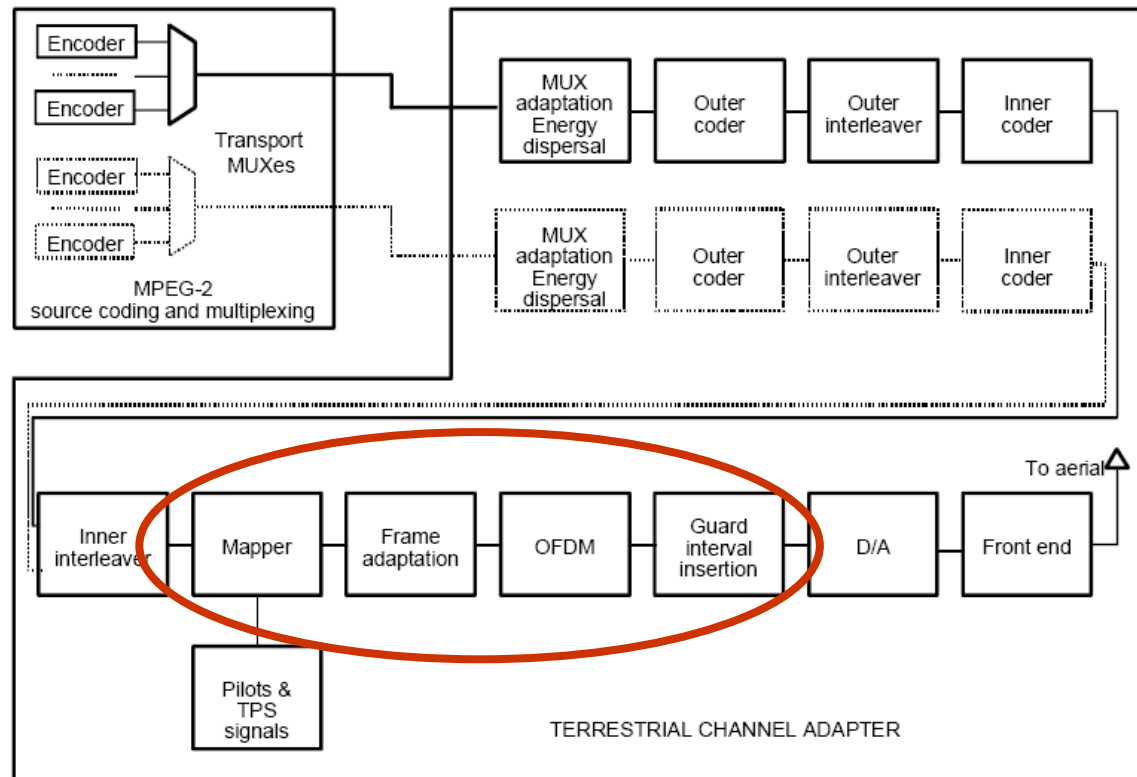 Encoder
Encoder
Transport
MUXes
Encoder
Encoder
MPEG-2
source coding and multiplexing
MUX
adaptation
Energy
dispersal
Outer
coder
Outer
interleaver
Inner
coder
MUX
adaptation
Energy
dispersal
Outer
coder
Outer
interleaver
Inner
coder
To aerial
Inner
interleaver
Mapper
Frame
adaptation
OFDM
Guard
interval
insertion
D/A
Front end
Pilots &
TPS
signals
TERRESTRIAL CHANNEL ADAPTER